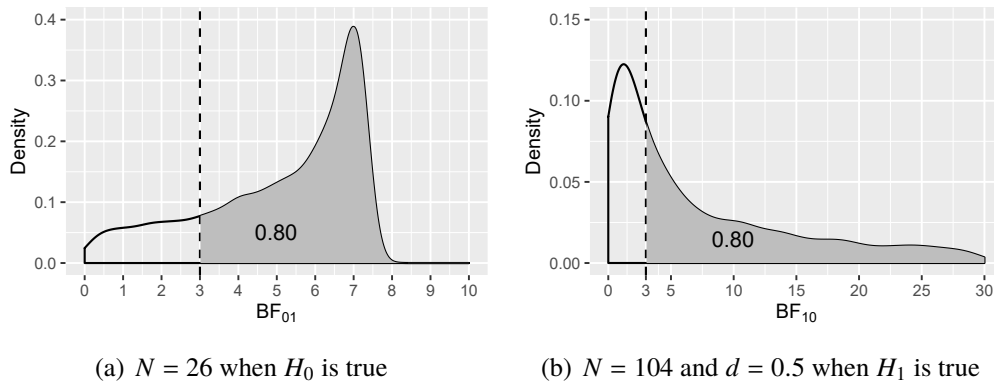 0.4
0.3
0.2
0.1
0.0
Density
0.80
0 1 2 3 4 5 6 7 8 9 10
BF01
0.15
0.10
0.05
0.00
Density
0.80
0 3 5 10 15 20 25 30
BF10
(a) N = 26 when H0 is true
(b) N = 104 and d = 0.5 when H1 is true